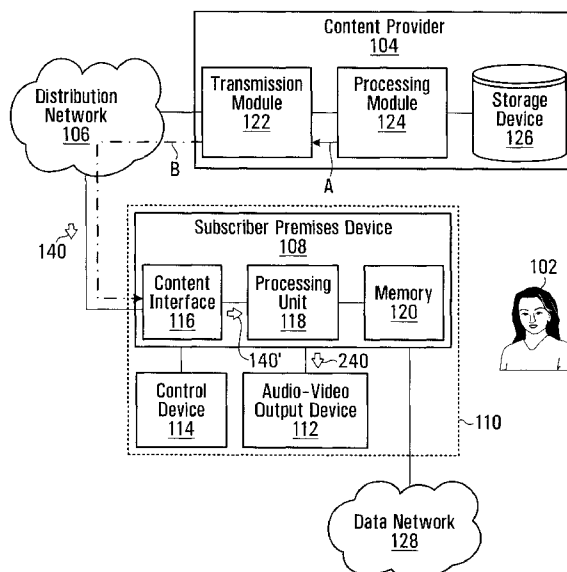 Content Provider
104
Transmission
Module
122
Processing
Module
124
Storage
Device
126
Distribution
Network
106
B
A
140
Subscriber Premises Device
108
Content
Interface
116
Processing
Unit
118
Memory
120
102
140'
240
Control
Device
114
Audio-Video
Output Device
112
110
Data Network
128